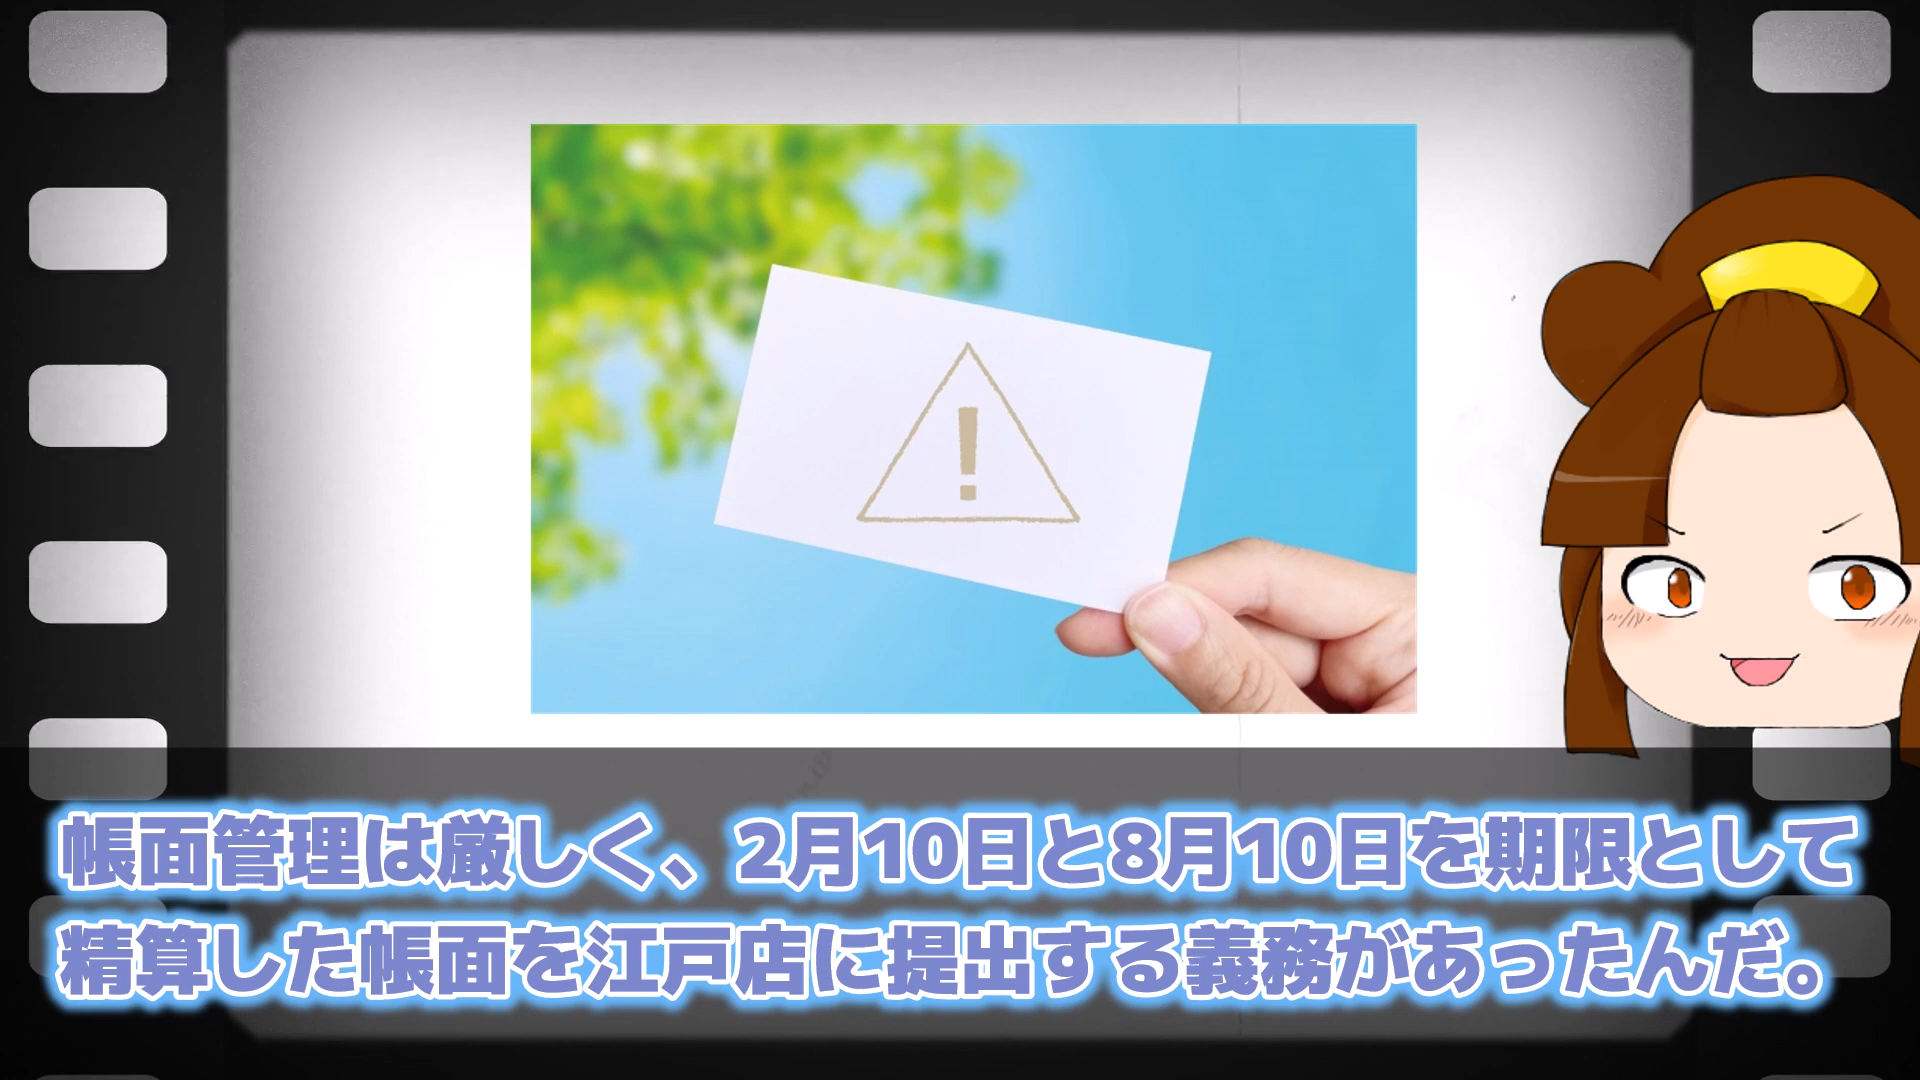 帳面管理は厳しく、2月10日と8月10日を期限として
精算した帳面を江戸店に提出する義務があったんだ。